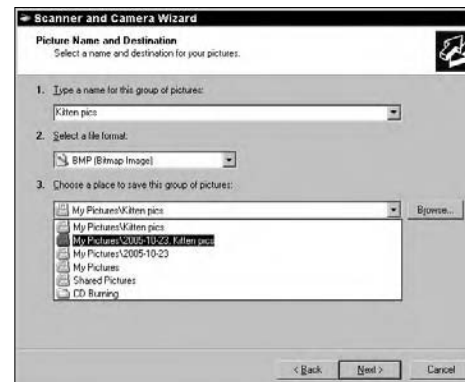 Scanner and Camera Wizard
Picture Name and Destination
Select a name and destination for your pictures.
1. Type a name for this group of pictures:
Kitten pics
2. Select a file format:
BMP (Bitmap Image)
3. Choose a place to save this group of pictures:
My Pictures\Kitten pics
Browse...
My Pictures\Kitten pics
My Pictures\2005-10-23, Kitten pics
My Pictures\2005-10-23
My Pictures
Shared Pictures
CD Burning
< Back
Next >
Cancel